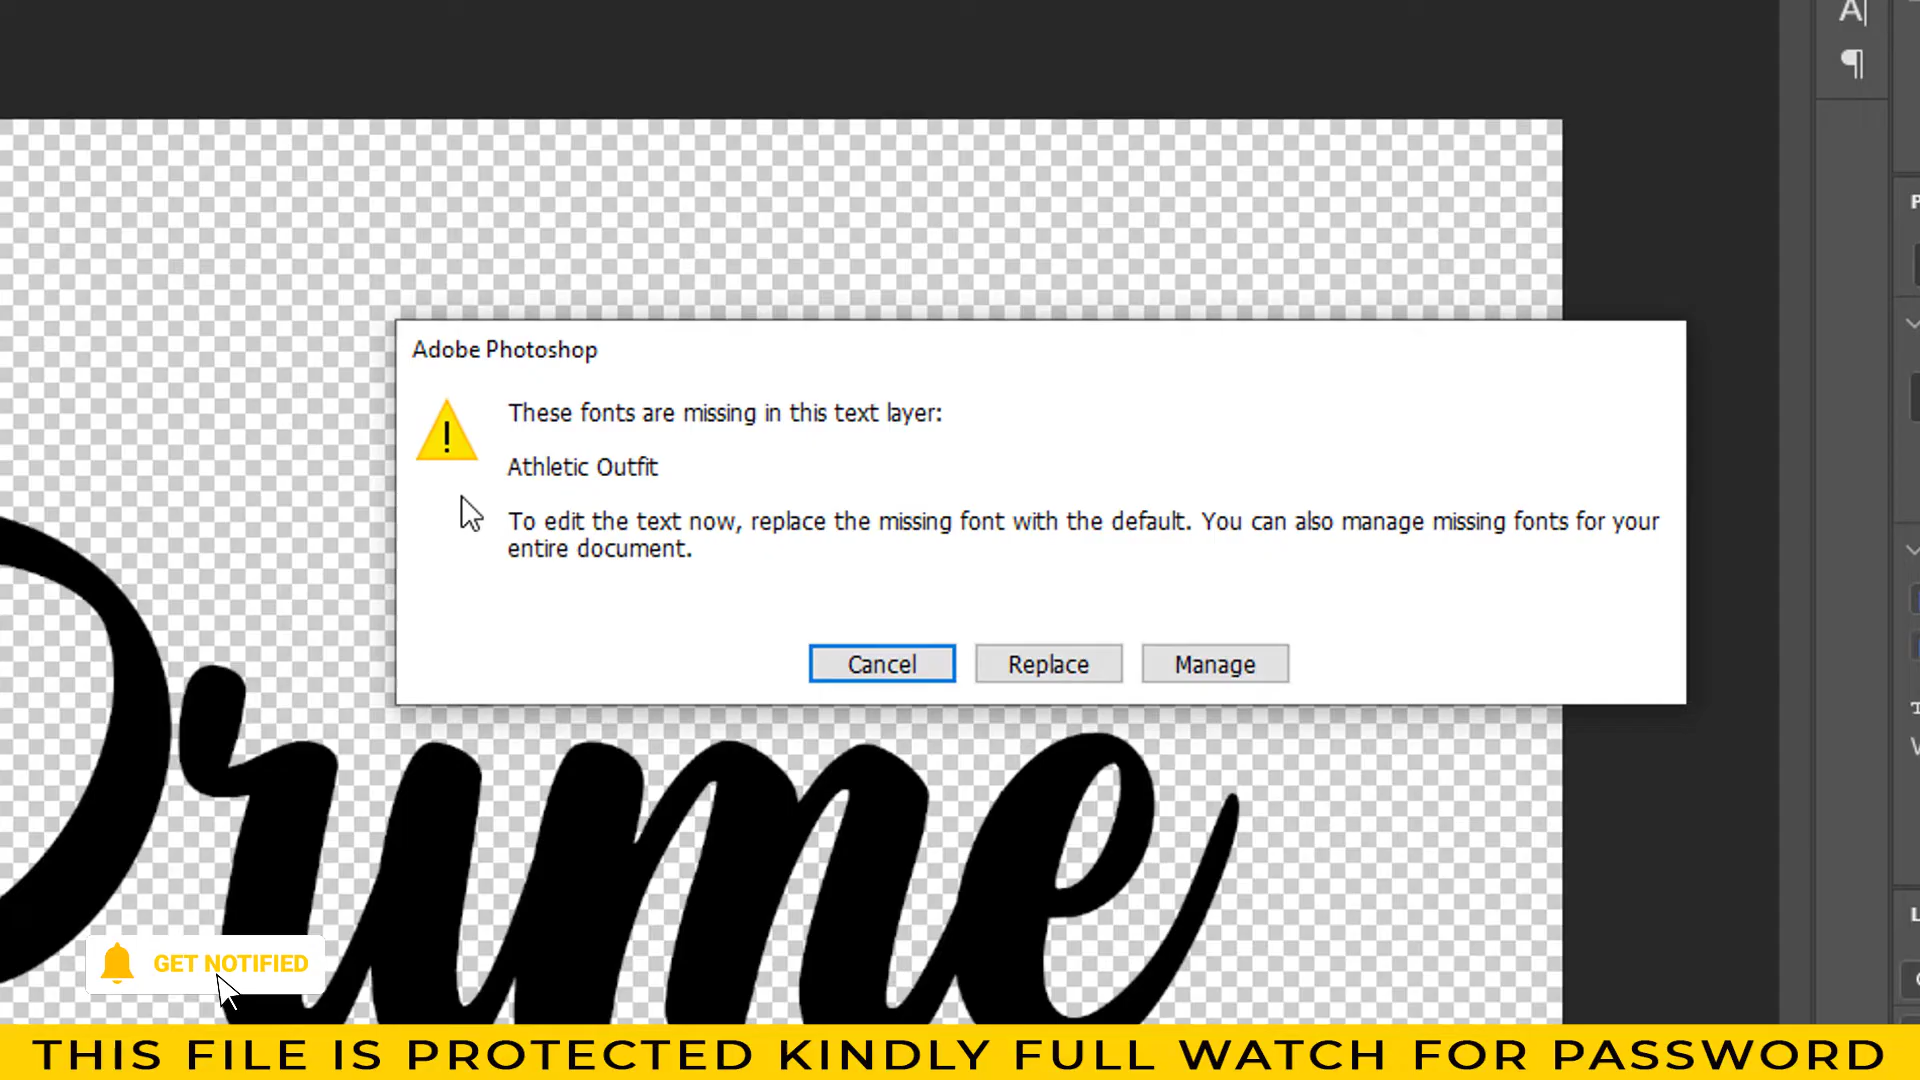 A
¶
Adobe Photoshop
These fonts are missing in this text layer:
Athletic Outfit
To edit the text now, replace the missing font with the default. You can also manage missing fonts for your
entire document.
Cancel
Replace
Manage
rume
GET NOTIFIED
THIS FILE IS PROTECTED KINDLY FULL WATCH FOR PASSWORD